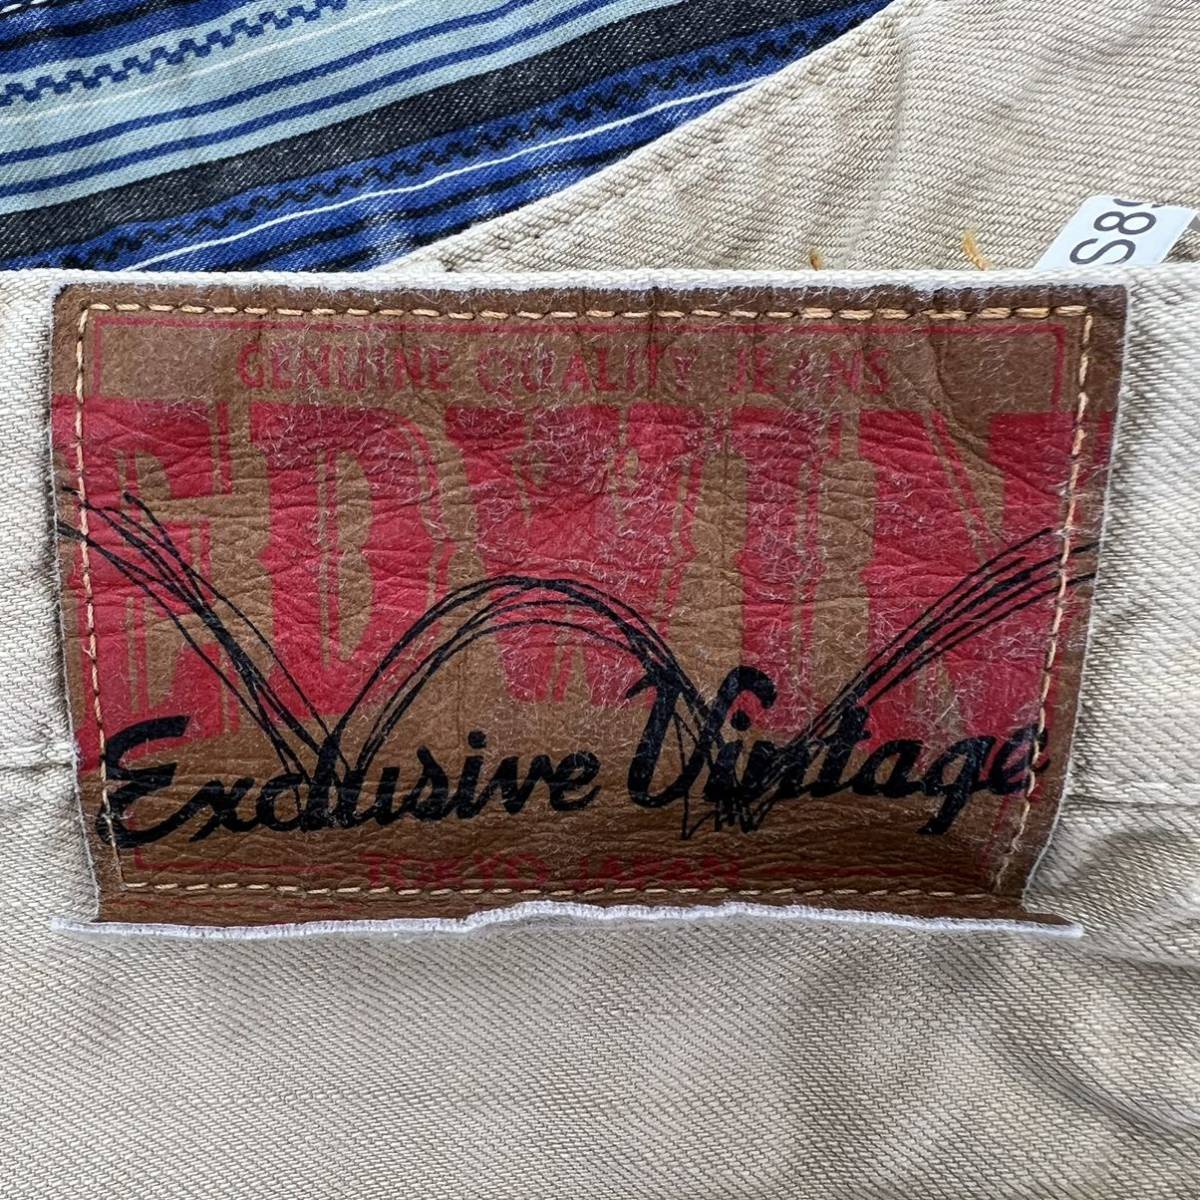 GENUINE QUALITY JEANS
EDWIN
Exclusive Vintage
TOKYO JAPAN